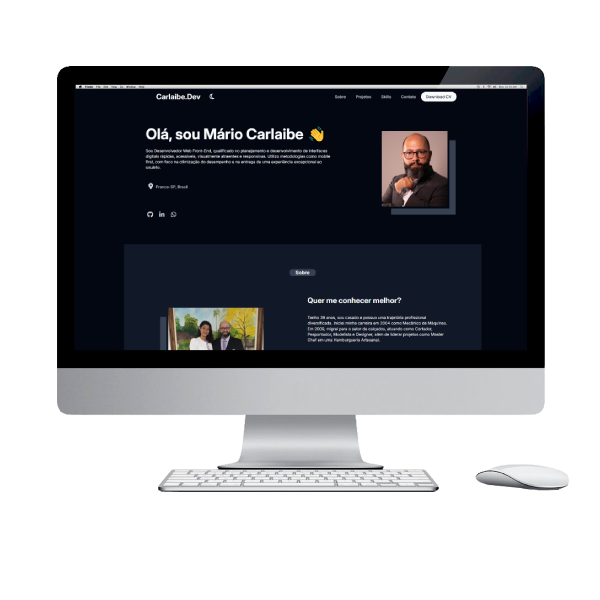 Carlaibe.Dev
Sobre Projetos Skills Contato Download CV
Olá, sou Mário Carlaibe
Sou Desenvolvedor Web Front-End, qualificado no planejamento e desenvolvimento de interfaces
digitais rápidas, acessíveis, visualmente atraentes e responsivas. Utilizo metodologias como mobile
first, com foco na otimização do desempenho e na entrega de uma experiência excepcional ao
usuário.
Franca-SP, Brasil
Sobre
Quer me conhecer melhor?
Tenho 39 anos, sou casado e possuo uma trajetória profissional
diversificada. Iniciei minha carreira em 2004 como Mecânico de Máquinas.
Em 2009, migrei para o setor de calçados, atuando como Cortador,
Pespontador, Modelista e Designer, além de liderar projetos como Master
Chef em uma Hamburgueria Artesanal.